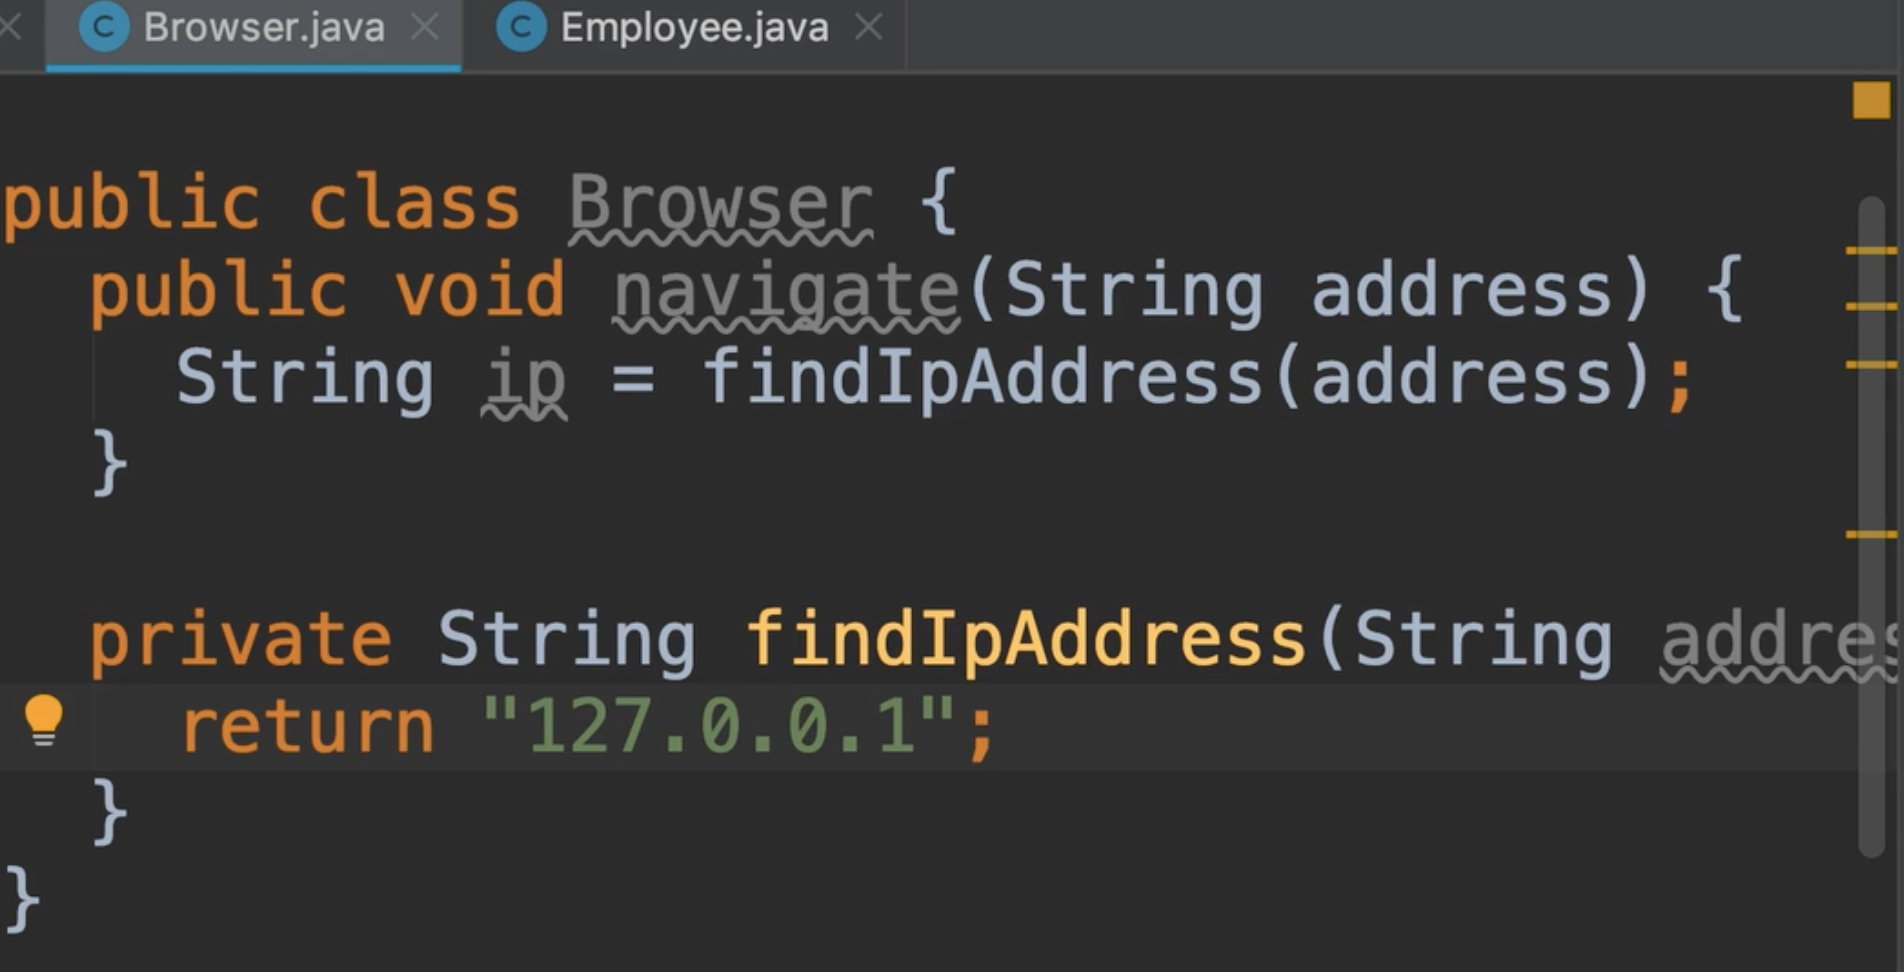 Browser.java Employee.java
public class Browser {
public void navigate(String address) {
String ip = findIpAddress(address);
}
private String findIpAddress(String addres
return "127.0.0.1";
}
}